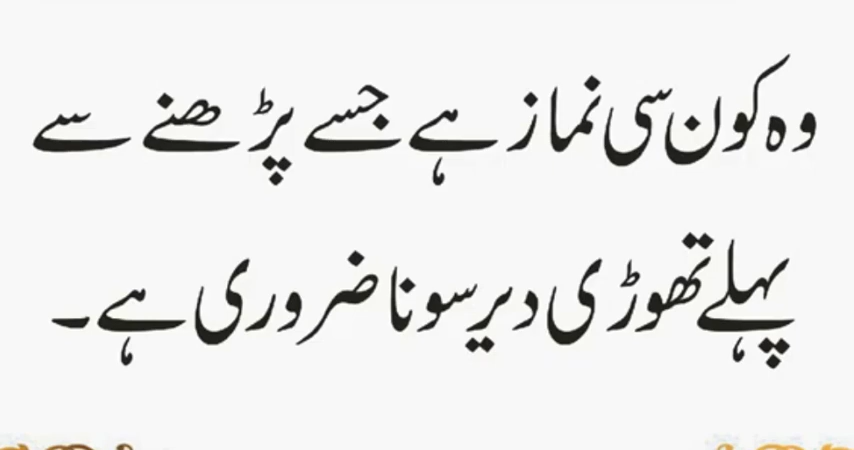 وہ کون سی نماز ہے جسے پڑھنے سے
پہلے تھوڑی دیر سونا ضروری ہے۔